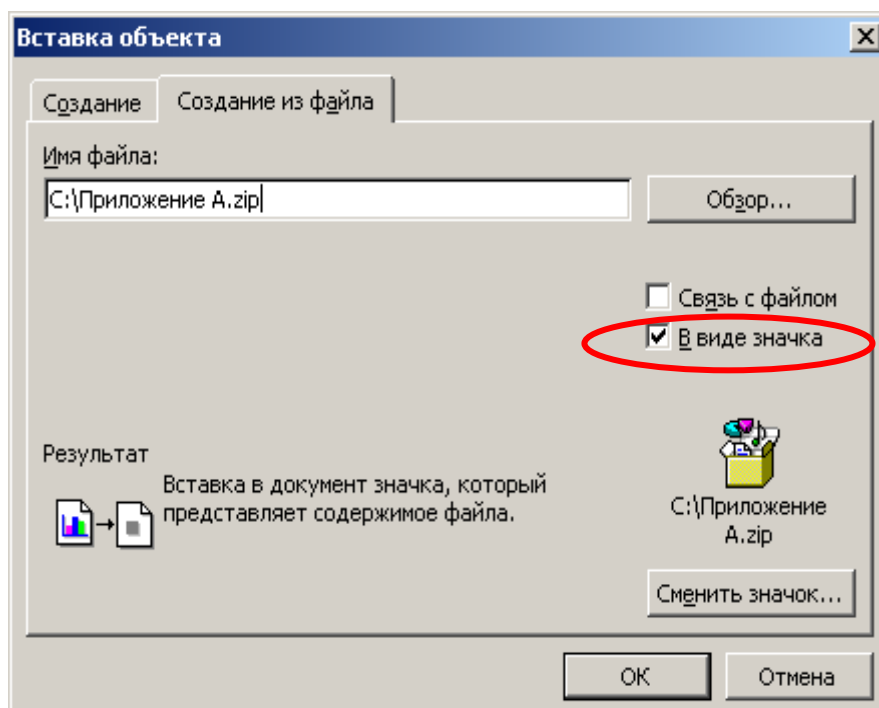 Вставка объекта
Создание
Создание из файла
Имя файла:
C:\Приложение A.zip
Обзор...
Связь с файлом
В виде значка
Результат
Вставка в документ значка, который
представляет содержимое файла.
C:\Приложение
A.zip
Сменить значок...
ОК
Отмена